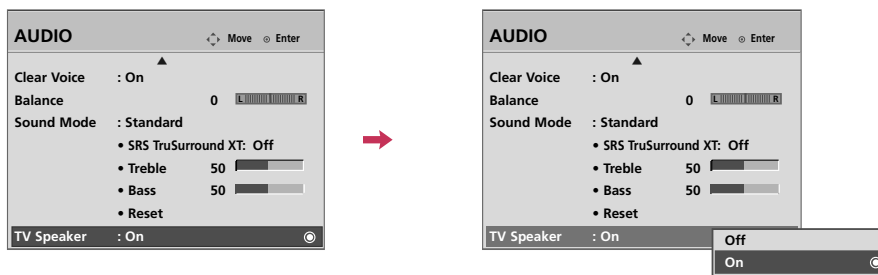 AUDIO
Move Enter
Clear Voice : On
Balance 0 L R
Sound Mode : Standard
• SRS TruSurround XT: Off
• Treble 50
• Bass 50
• Reset
TV Speaker : On
AUDIO
Move Enter
Clear Voice : On
Balance 0 L R
Sound Mode : Standard
• SRS TruSurround XT: Off
• Treble 50
• Bass 50
• Reset
TV Speaker : On
Off
On